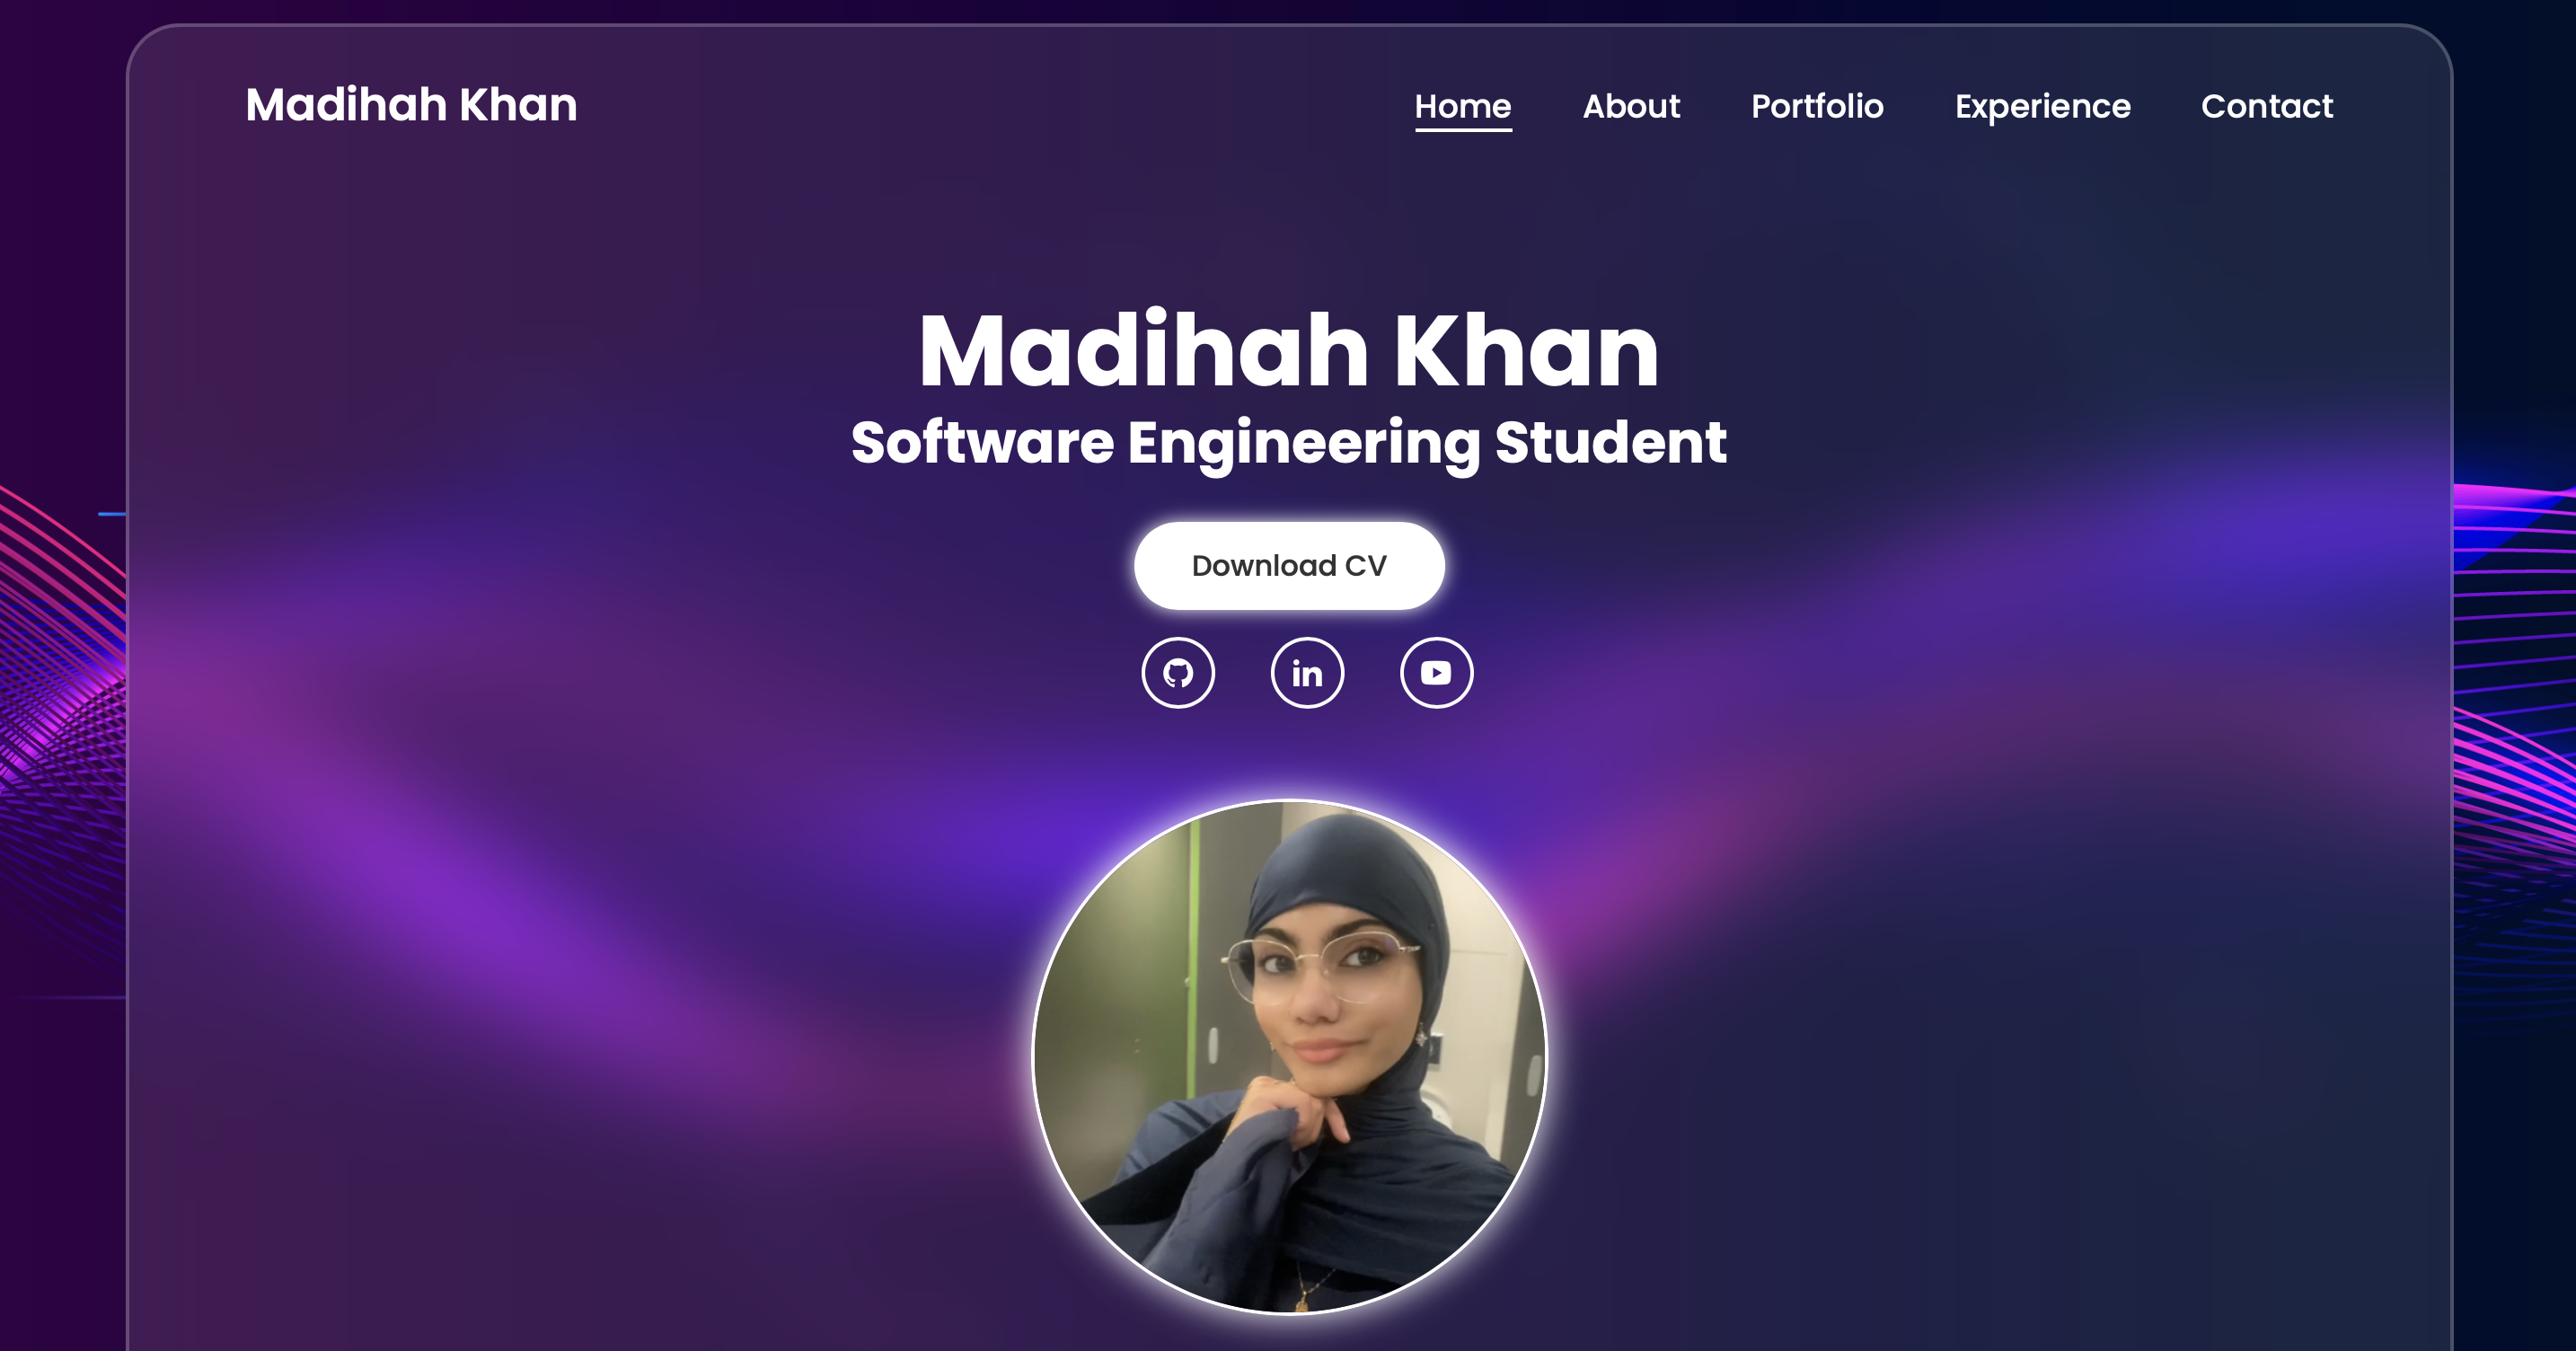 Madihah Khan
Home About Portfolio Experience Contact
Madihah Khan
Software Engineering Student
Download CV
in